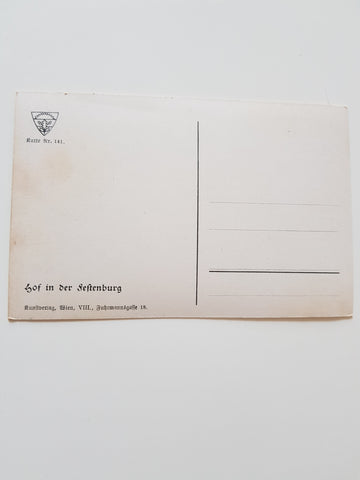 Karte Nr. 141.
Hof in der Festenburg
Kunstverlag, Wien, VIII., Fuhrmannsgasse 18.